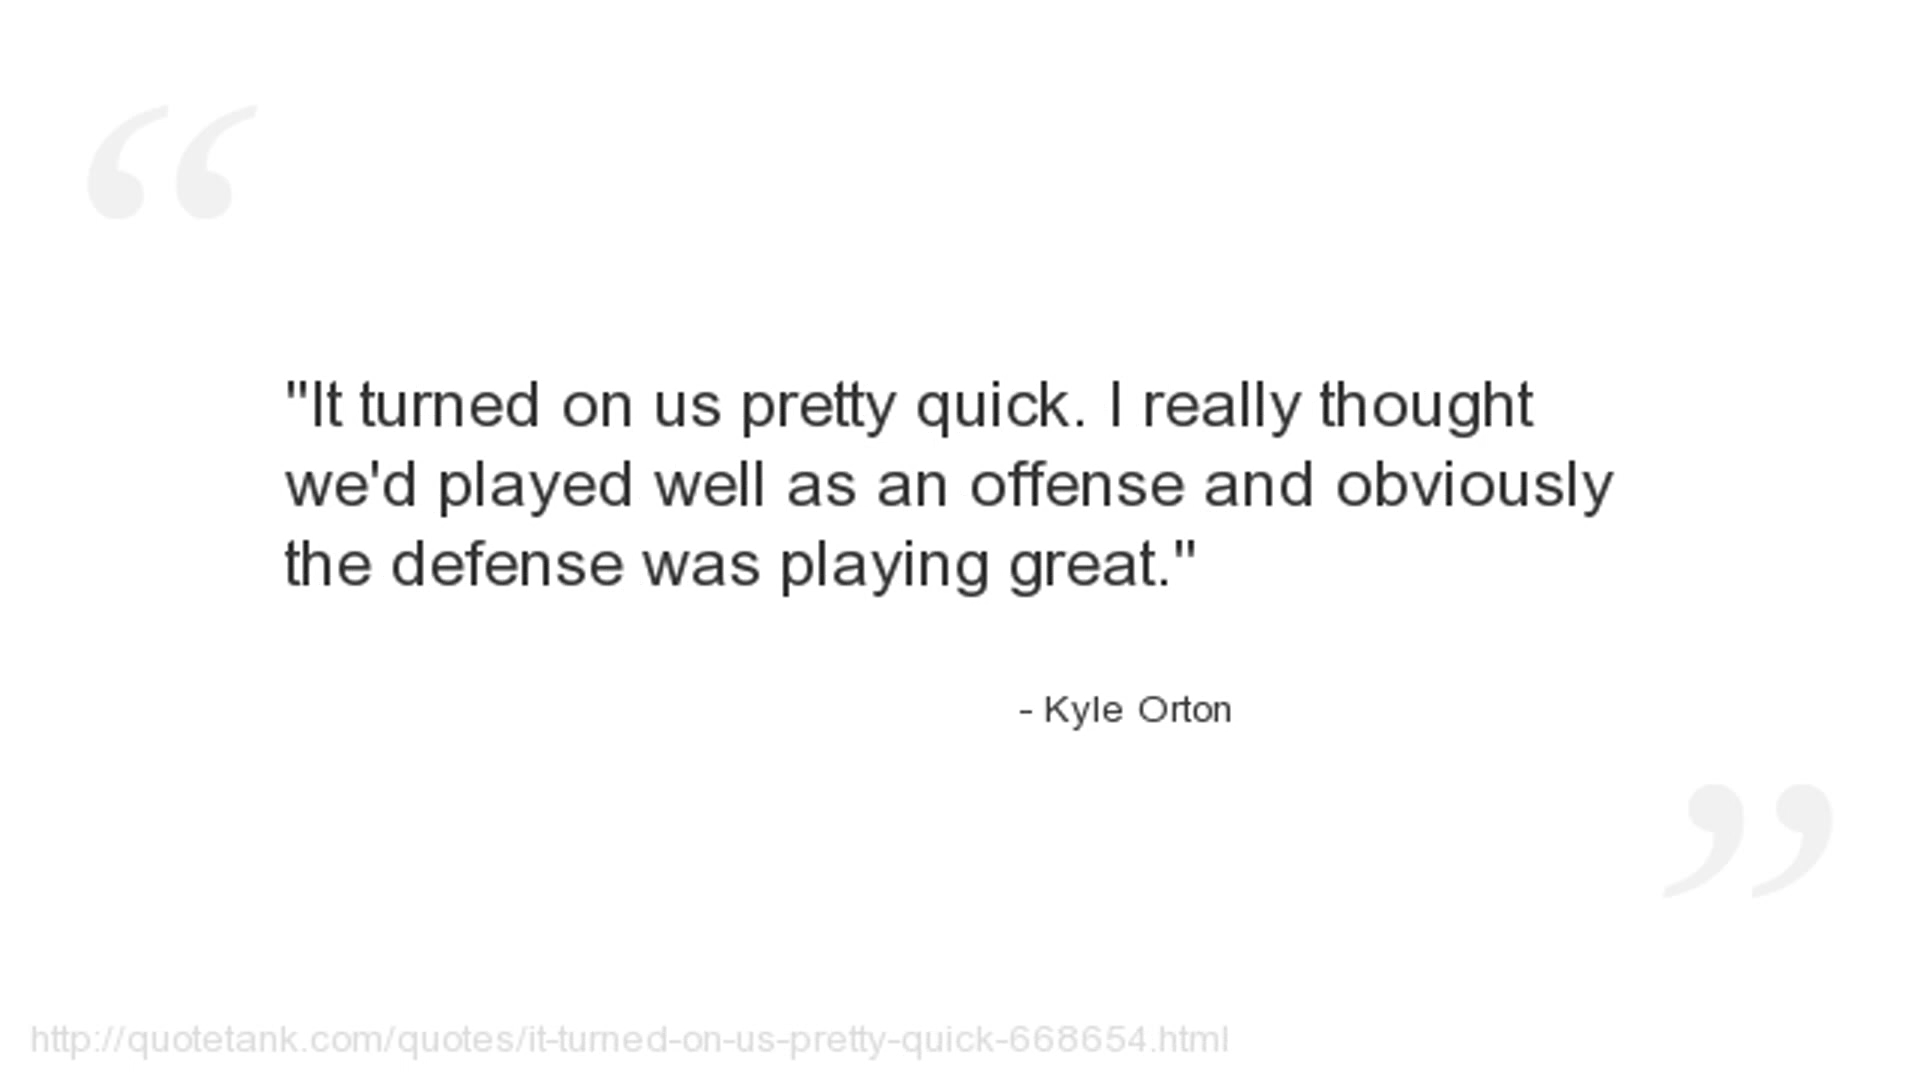 "It turned on us pretty quick. I really thought
we'd played well as an offense and obviously
the defense was playing great."
- Kyle Orton
http://quotetank.com/quotes/it-turned-on-us-pretty-quick-668654.html